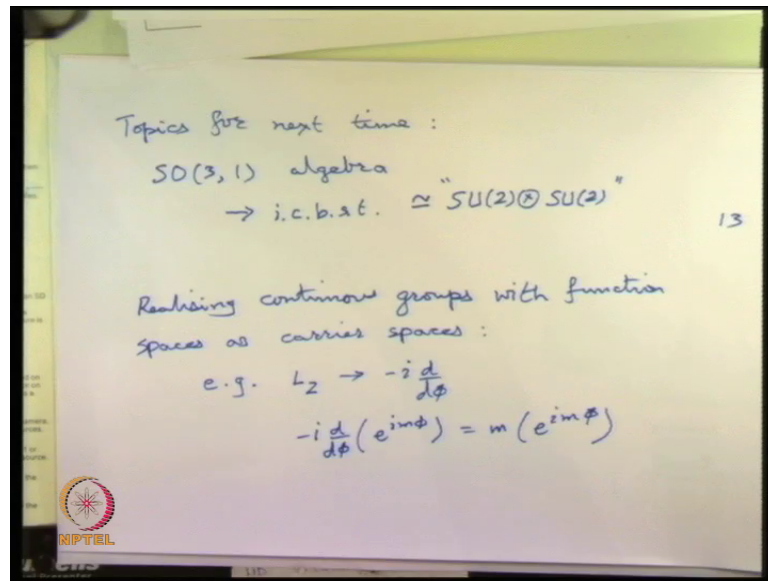 Topics for next time :
SO(3,1) algebra
→ i.c.b.s.t. ≃ "SU(2)⊗SU(2)"
13
Realising continuous groups with function
spaces as carrier spaces :
e.g. L_Z → -i d/dφ
-i d/dφ (e^{imφ}) = m (e^{imφ})
NPTEL